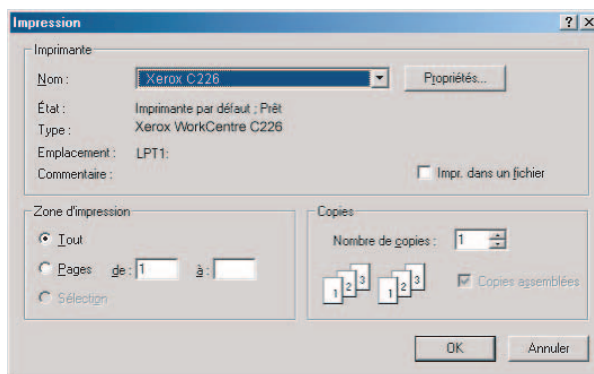 Impression
Imprimante
Nom : Xerox C226 Propriétés...
État : Imprimante par défaut ; Prêt
Type : Xerox WorkCentre C226
Emplacement : LPT1:
Commentaire : Impr. dans un fichier
Zone d'impression
Tout
Pages de : 1 à :
Sélection
Copies
Nombre de copies : 1
1 2 3 1 2 3
Copies assemblées
OK Annuler